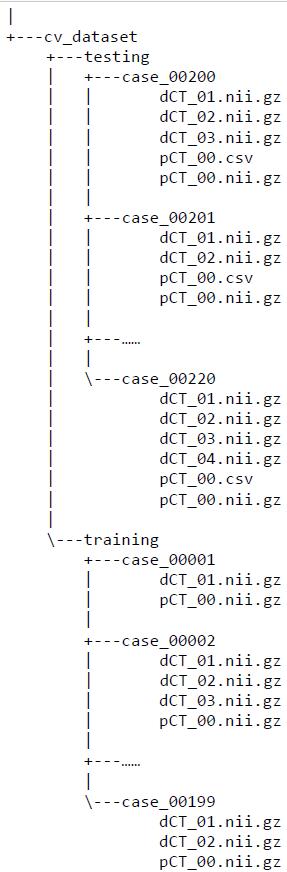 |
+---cv_dataset
    +---testing
    |   +---case_00200
    |   |       dCT_01.nii.gz
    |   |       dCT_02.nii.gz
    |   |       dCT_03.nii.gz
    |   |       pCT_00.csv
    |   |       pCT_00.nii.gz
    |   |
    |   +---case_00201
    |   |       dCT_01.nii.gz
    |   |       dCT_02.nii.gz
    |   |       pCT_00.csv
    |   |       pCT_00.nii.gz
    |   |
    |   +---……
    |   |
    |   \---case_00220
    |           dCT_01.nii.gz
    |           dCT_02.nii.gz
    |           dCT_03.nii.gz
    |           dCT_04.nii.gz
    |           pCT_00.csv
    |           pCT_00.nii.gz
    |
    \---training
        +---case_00001
        |       dCT_01.nii.gz
        |       pCT_00.nii.gz
        |
        +---case_00002
        |       dCT_01.nii.gz
        |       dCT_02.nii.gz
        |       dCT_03.nii.gz
        |       pCT_00.nii.gz
        |
        +---……
        |
        \---case_00199
                dCT_01.nii.gz
                dCT_02.nii.gz
                pCT_00.nii.gz